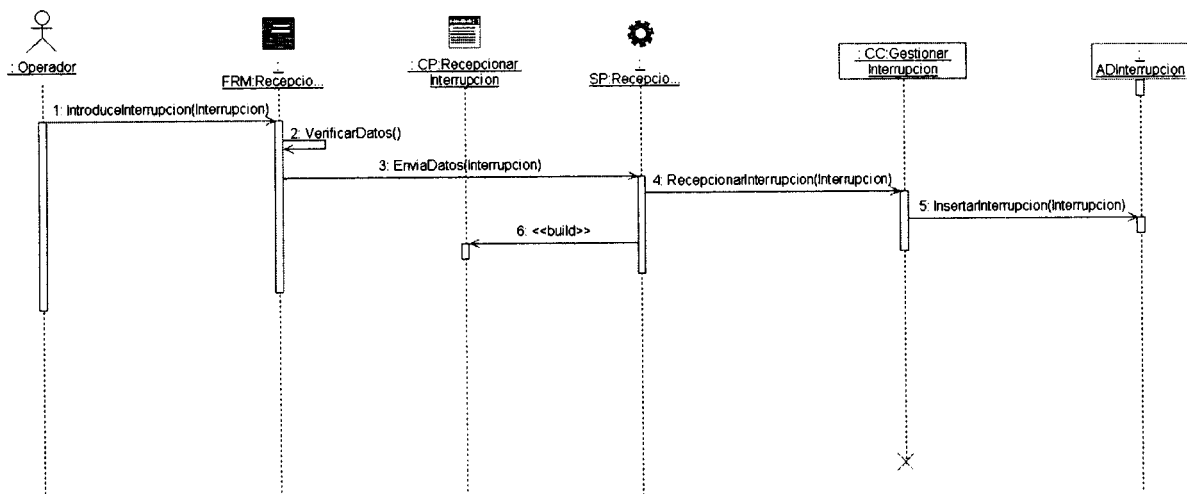 : Operador
:
FRM:Recepcio...
: CP:Recepcionar
Interrupcion
:
SP:Recepcio...
: CC:Gestionar
Interrupcion
:
ADInterrupcion
1: IntroduceInterrupcion(Interrupcion)
2: VerificarDatos()
3: EnviaDatos(Interrupcion)
4: RecepcionarInterrupcion(Interrupcion)
5: InsertarInterrupcion(Interrupcion)
6: <<build>>